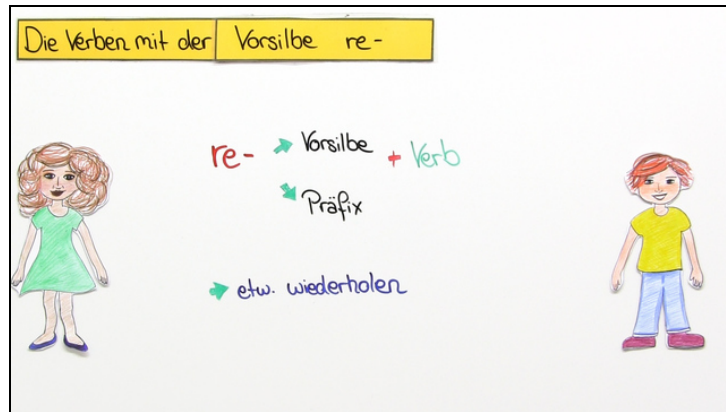 Die Verben mit der Vorsilbe re-
re- Vorsilbe + Verb
Präfix
etw. wiederholen